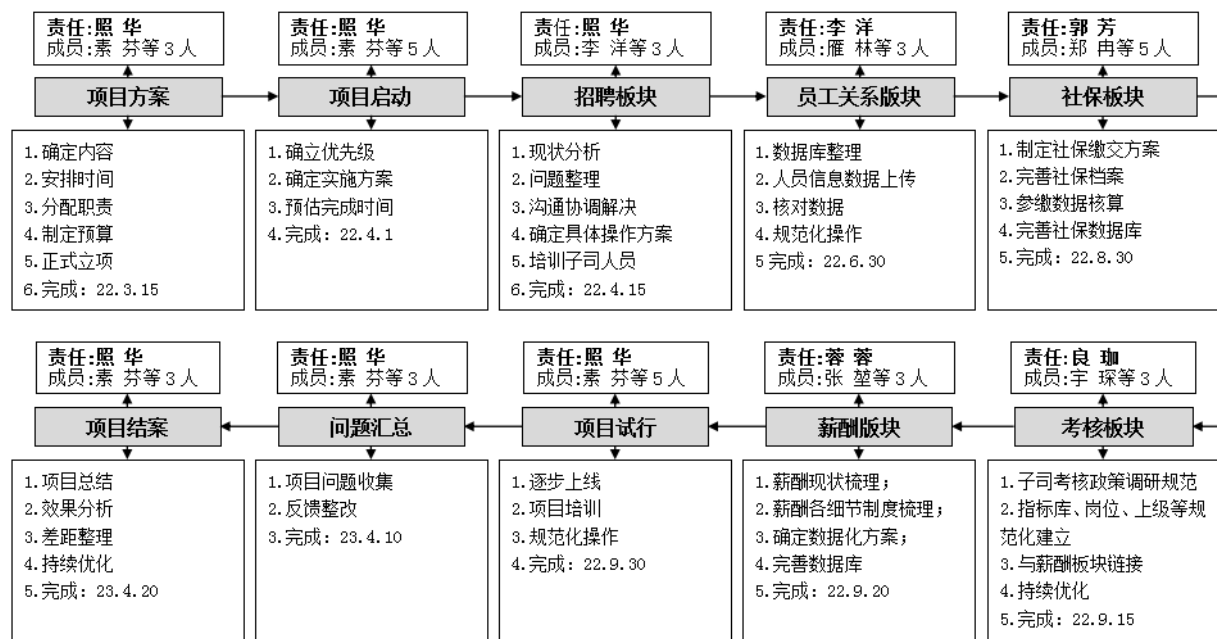 责任:照 华
成员:素 芬等3人
项目方案
1.确定内容
2.安排时间
3.分配职责
4.制定预算
5.正式立项
6.完成：22.3.15
责任:照 华
成员:素 芬等5人
项目启动
1.确立优先级
2.确定实施方案
3.预估完成时间
4.完成：22.4.1
责任:照 华
成员:李 洋等3人
招聘板块
1.现状分析
2.问题整理
3.沟通协调解决
4.确定具体操作方案
5.培训子司人员
6.完成：22.4.15
责任:李 洋
成员:雁 林等3人
员工关系版块
1.数据库整理
2.人员信息数据上传
3.核对数据
4.规范化操作
5 完成：22.6.30
责任:郭 芳
成员:郑 冉等5人
社保板块
1.制定社保缴交方案
2.完善社保档案
3.参缴数据核算
4.完善社保数据库
5.完成：22.8.30
责任:良 珈
成员:宇 琛等3人
考核板块
1.子司考核政策调研规范
2.指标库、岗位、上级等规
范化建立
3.与薪酬板块链接
4.持续优化
5.完成：22.9.15
责任:蓉 蓉
成员:张 堃等3人
薪酬版块
1.薪酬现状梳理；
2.薪酬各细节制度梳理；
3.确定数据化方案；
4.完善数据库
5.完成：22.9.20
责任:照 华
成员:素 芬等5人
项目试行
1.逐步上线
2.项目培训
3.规范化操作
4.完成：22.9.30
责任:照 华
成员:素 芬等3人
问题汇总
1.项目问题收集
2.反馈整改
3.完成：23.4.10
责任:照 华
成员:素 芬等3人
项目结案
1.项目总结
2.效果分析
3.差距整理
4.持续优化
5.完成：23.4.20